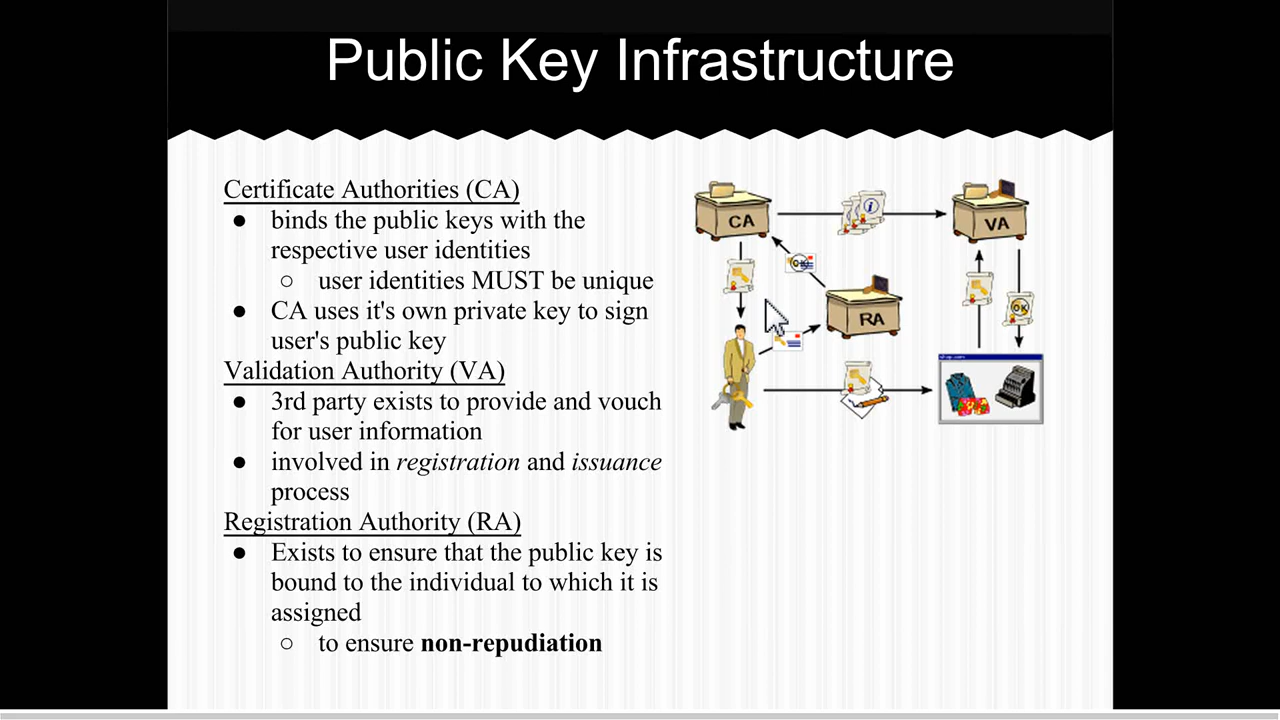 Public Key Infrastructure
Certificate Authorities (CA)
● binds the public keys with the
respective user identities
○ user identities MUST be unique
● CA uses it's own private key to sign
user's public key
Validation Authority (VA)
● 3rd party exists to provide and vouch
for user information
● involved in registration and issuance
process
Registration Authority (RA)
● Exists to ensure that the public key is
bound to the individual to which it is
assigned
○ to ensure non-repudiation
CA
i
VA
OK
RA
OK
shop.com